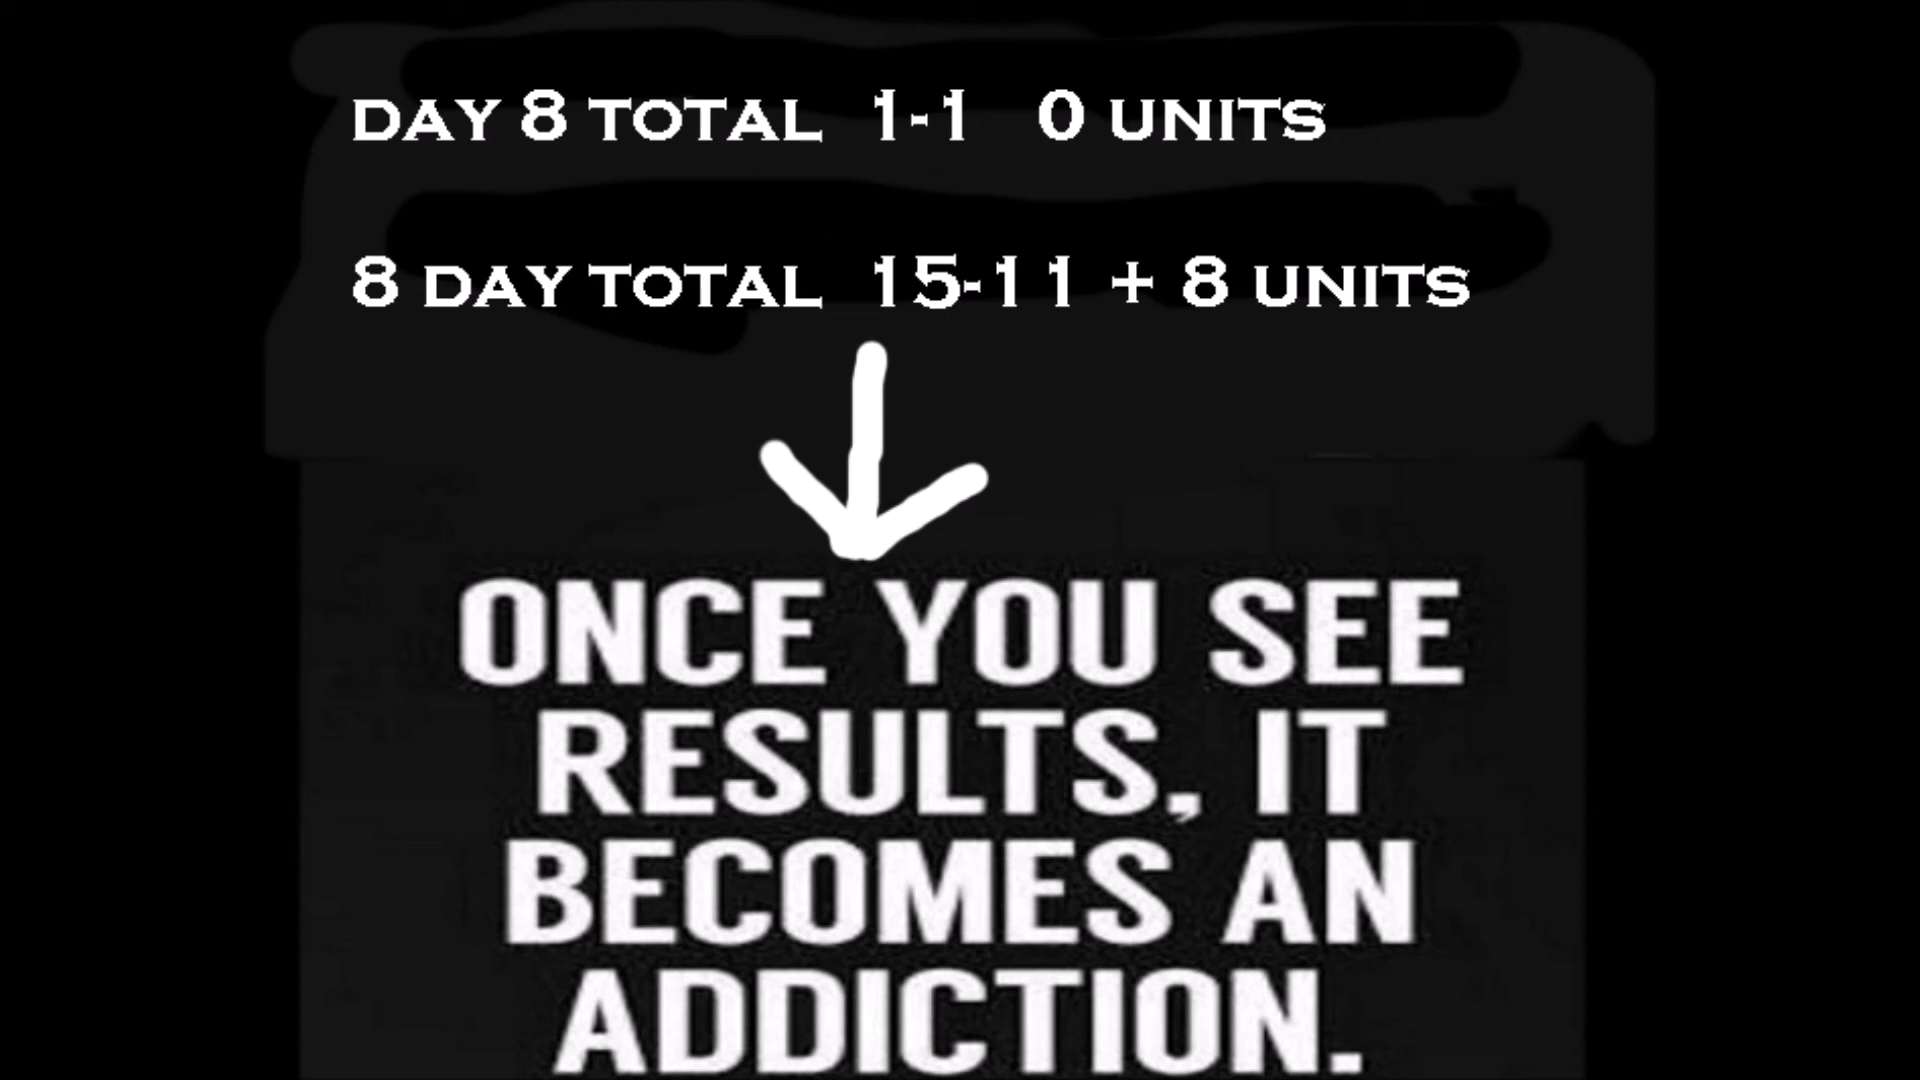 DAY 8 TOTAL 1-1 0 UNITS
8 DAY TOTAL 15-11 + 8 UNITS
ONCE YOU SEE
RESULTS, IT
BECOMES AN
ADDICTION.